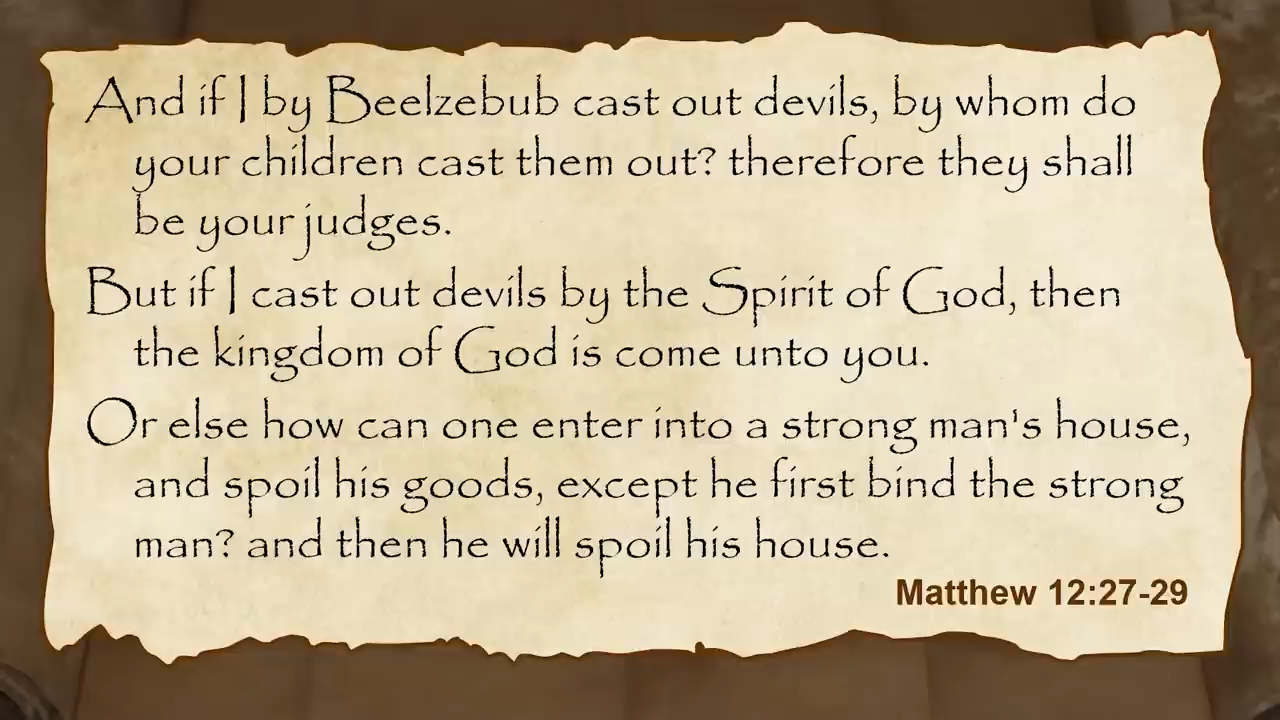 And if I by Beelzebub cast out devils, by whom do
your children cast them out? therefore they shall
be your judges.
But if I cast out devils by the Spirit of God, then
the kingdom of God is come unto you.
Or else how can one enter into a strong man's house,
and spoil his goods, except he first bind the strong
man? and then he will spoil his house.
Matthew 12:27-29